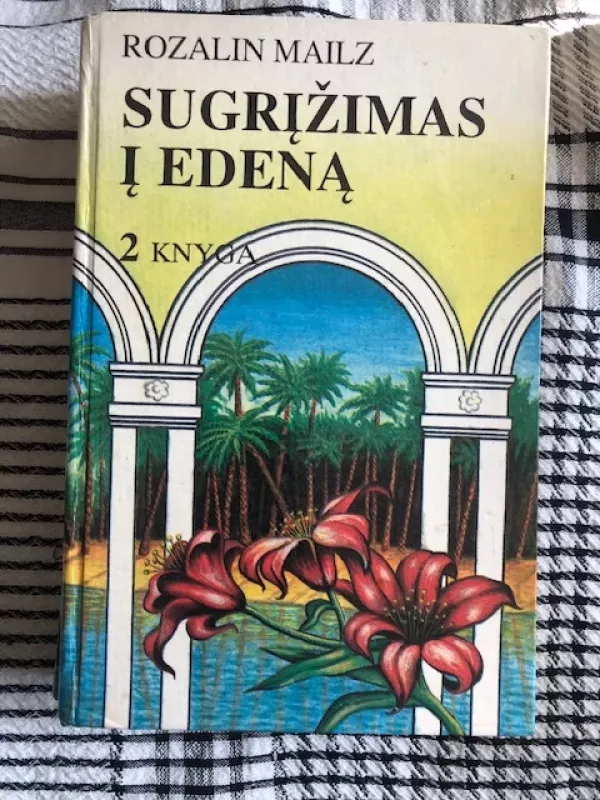 ROZALIN MAILZ
SUGRĮŽIMAS
Į EDENĄ
2 KNYGA